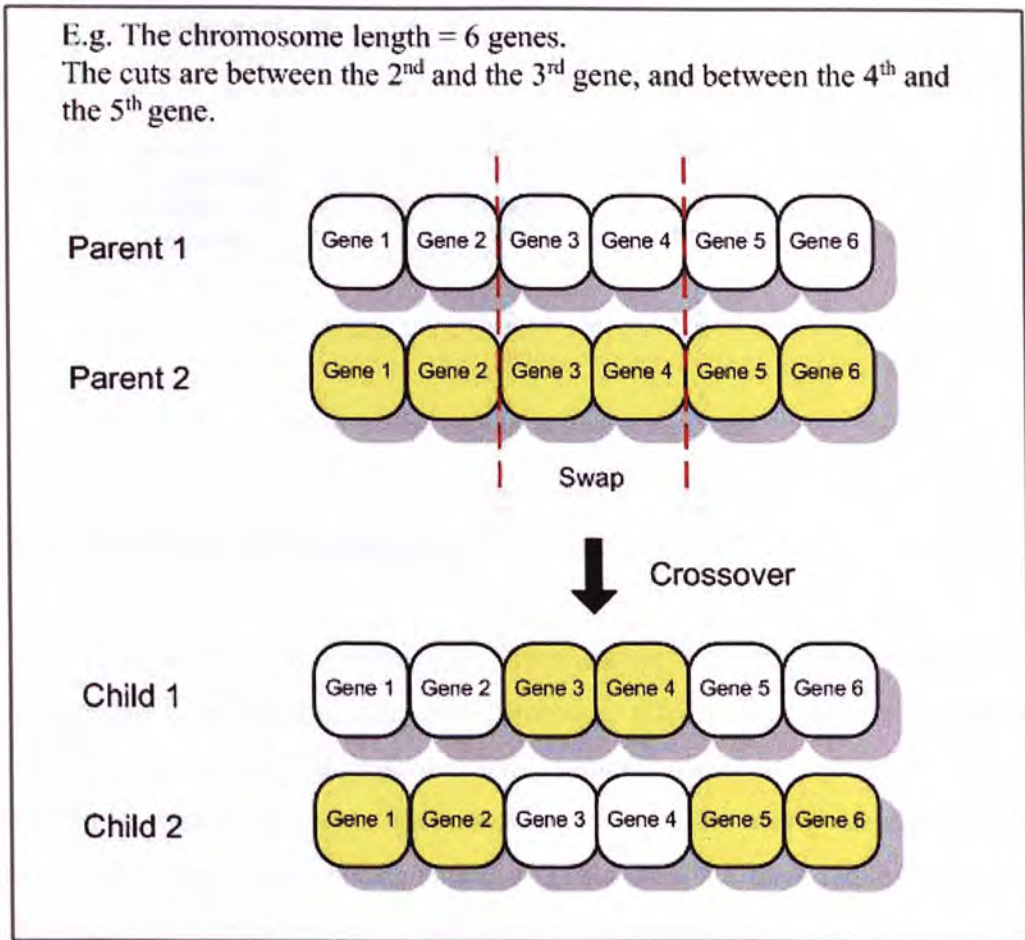 E.g. The chromosome length = 6 genes.
The cuts are between the 2nd and the 3rd gene, and between the 4th and
the 5th gene.
Parent 1 Gene 1 Gene 2 Gene 3 Gene 4 Gene 5 Gene 6
Parent 2 Gene 1 Gene 2 Gene 3 Gene 4 Gene 5 Gene 6
Swap
Crossover
Child 1 Gene 1 Gene 2 Gene 3 Gene 4 Gene 5 Gene 6
Child 2 Gene 1 Gene 2 Gene 3 Gene 4 Gene 5 Gene 6